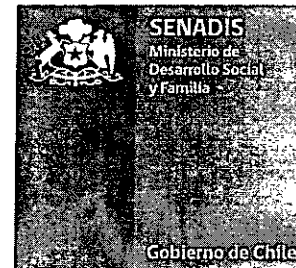 SENADIS
Ministerio de
Desarrollo Social
y Familia
Gobierno de Chile